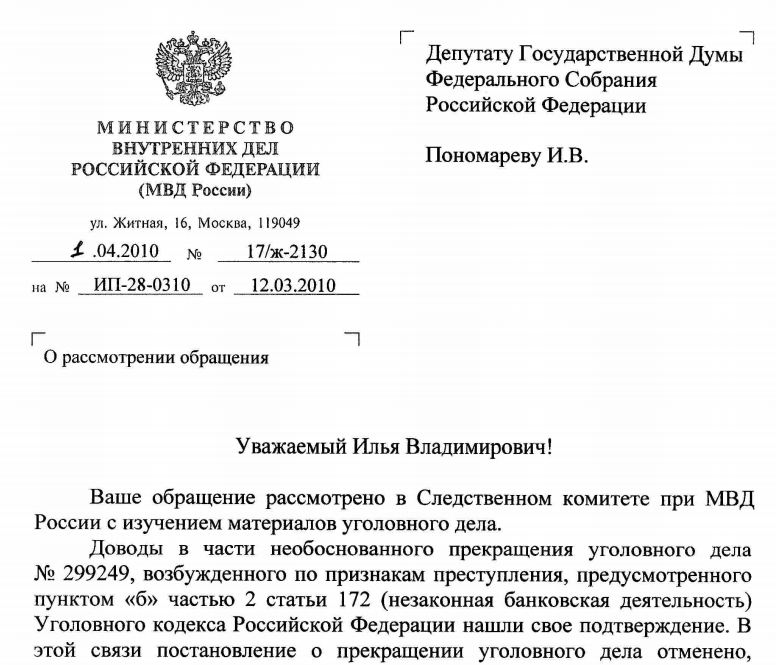 МИНИСТЕРСТВО
ВНУТРЕННИХ ДЕЛ
РОССИЙСКОЙ ФЕДЕРАЦИИ
(МВД России)
ул. Житная, 16, Москва, 119049
1 .04.2010 № 17/ж-2130
на № ИП-28-0310 от 12.03.2010
О рассмотрении обращения
Депутату Государственной Думы
Федерального Собрания
Российской Федерации
Пономареву И.В.
Уважаемый Илья Владимирович!
Ваше обращение рассмотрено в Следственном комитете при МВД
России с изучением материалов уголовного дела.
Доводы в части необоснованного прекращения уголовного дела
№ 299249, возбужденного по признакам преступления, предусмотренного
пунктом «б» частью 2 статьи 172 (незаконная банковская деятельность)
Уголовного кодекса Российской Федерации нашли свое подтверждение. В
этой связи постановление о прекращении уголовного дела отменено,